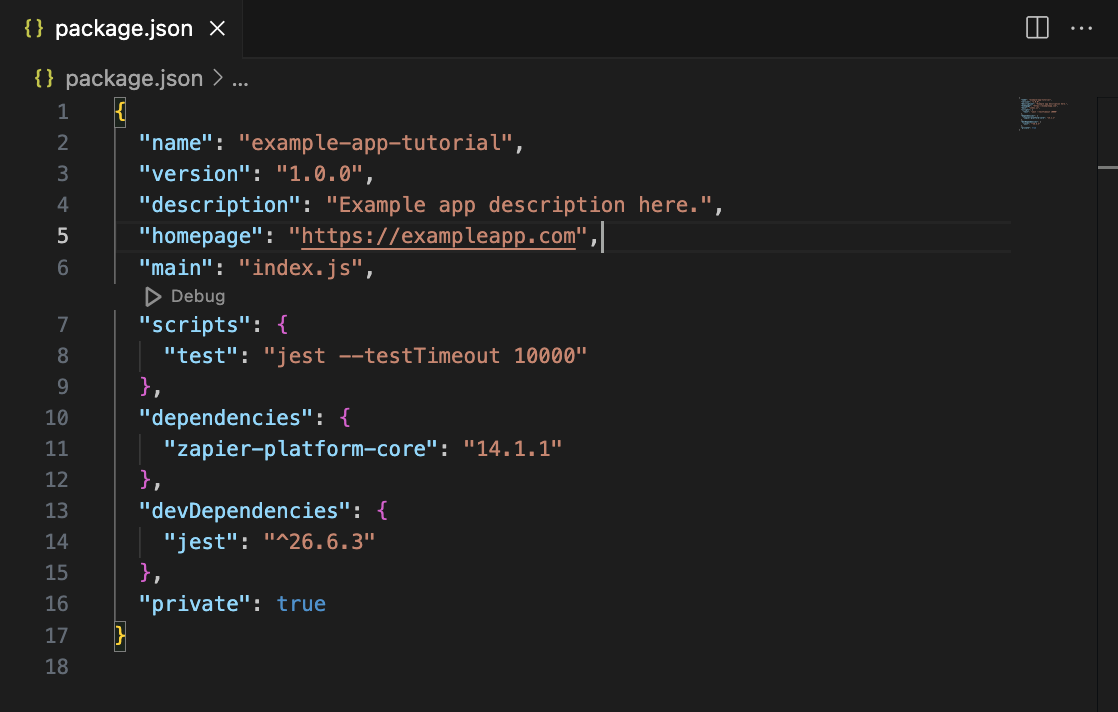 {} package.json ×
{} package.json > ...
1 {
2   "name": "example-app-tutorial",
3   "version": "1.0.0",
4   "description": "Example app description here.",
5   "homepage": "https://exampleapp.com",
6   "main": "index.js",
Debug
7   "scripts": {
8     "test": "jest --testTimeout 10000"
9   },
10   "dependencies": {
11     "zapier-platform-core": "14.1.1"
12   },
13   "devDependencies": {
14     "jest": "^26.6.3"
15   },
16   "private": true
17 }
18